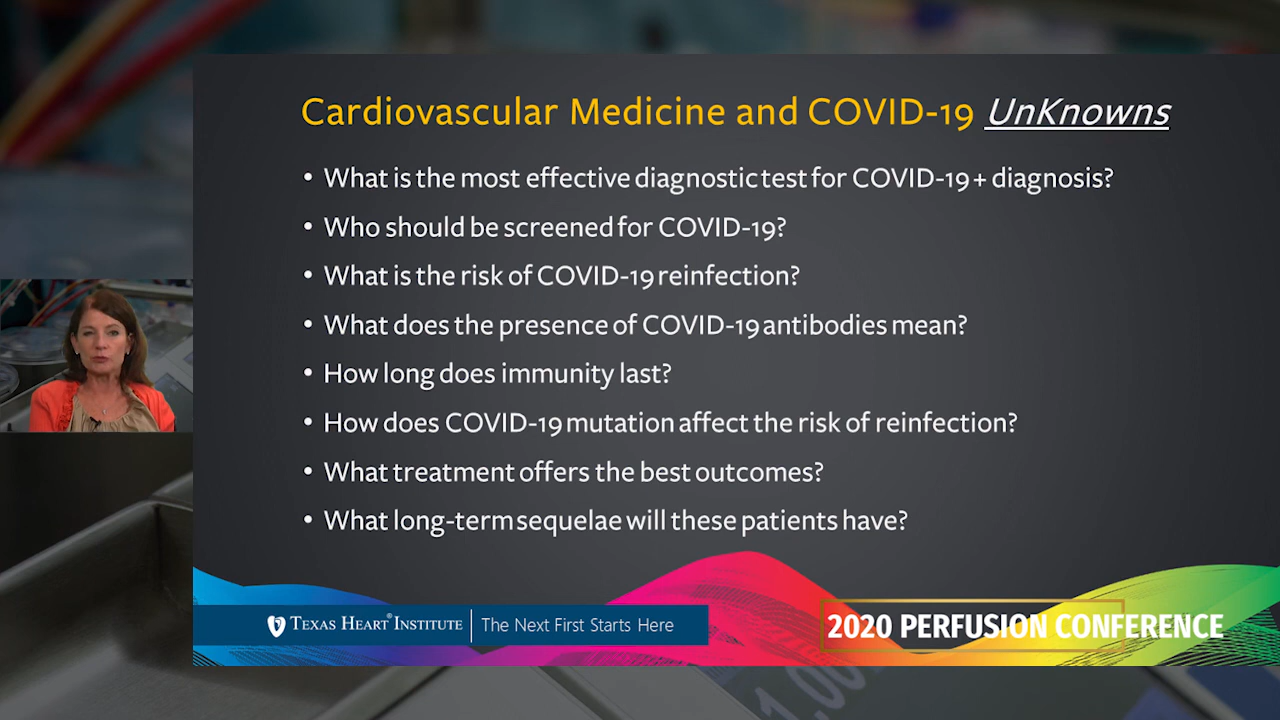 Cardiovascular Medicine and COVID-19 UnKnowns
• What is the most effective diagnostic test for COVID-19 + diagnosis?
• Who should be screened for COVID-19?
• What is the risk of COVID-19 reinfection?
• What does the presence of COVID-19 antibodies mean?
• How long does immunity last?
• How does COVID-19 mutation affect the risk of reinfection?
• What treatment offers the best outcomes?
• What long-term sequelae will these patients have?
TEXAS HEART® INSTITUTE The Next First Starts Here
2020 PERFUSION CONFERENCE